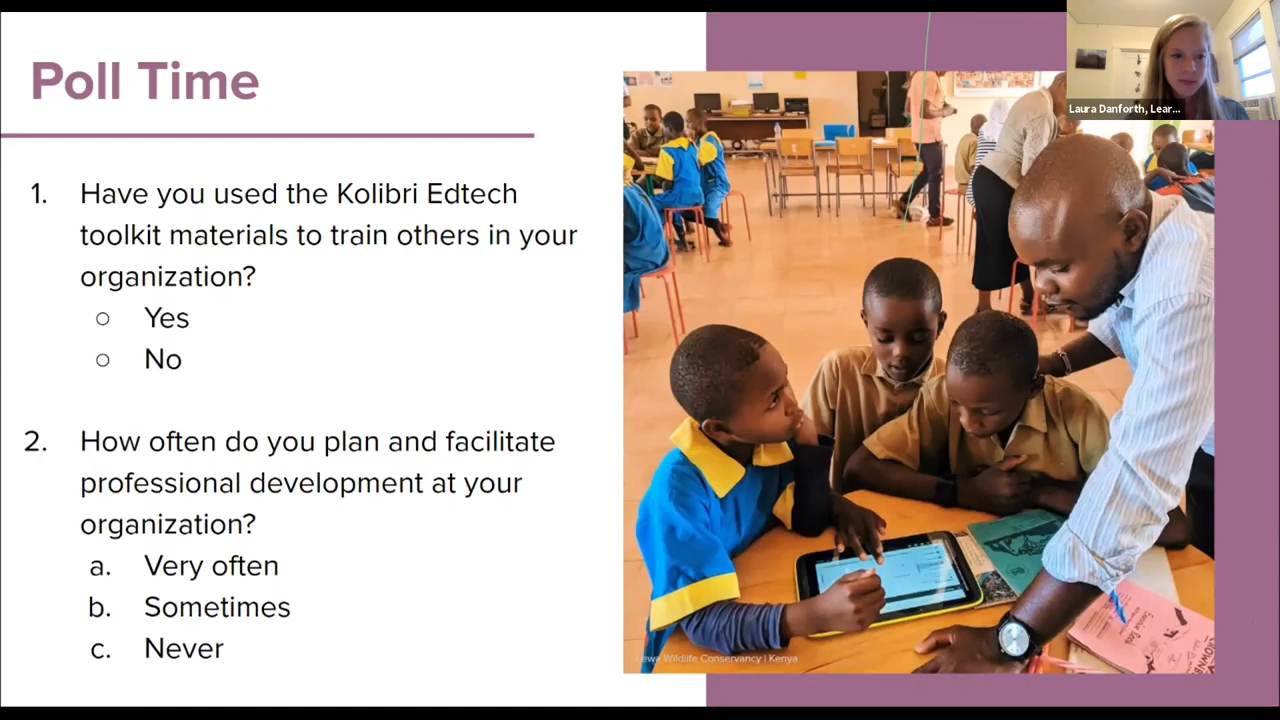 Poll Time
Laura Danforth, Lear...
1. Have you used the Kolibri Edtech
toolkit materials to train others in your
organization?
○ Yes
○ No
2. How often do you plan and facilitate
professional development at your
organization?
a. Very often
b. Sometimes
c. Never
Lewa Wildlife Conservancy | Kenya